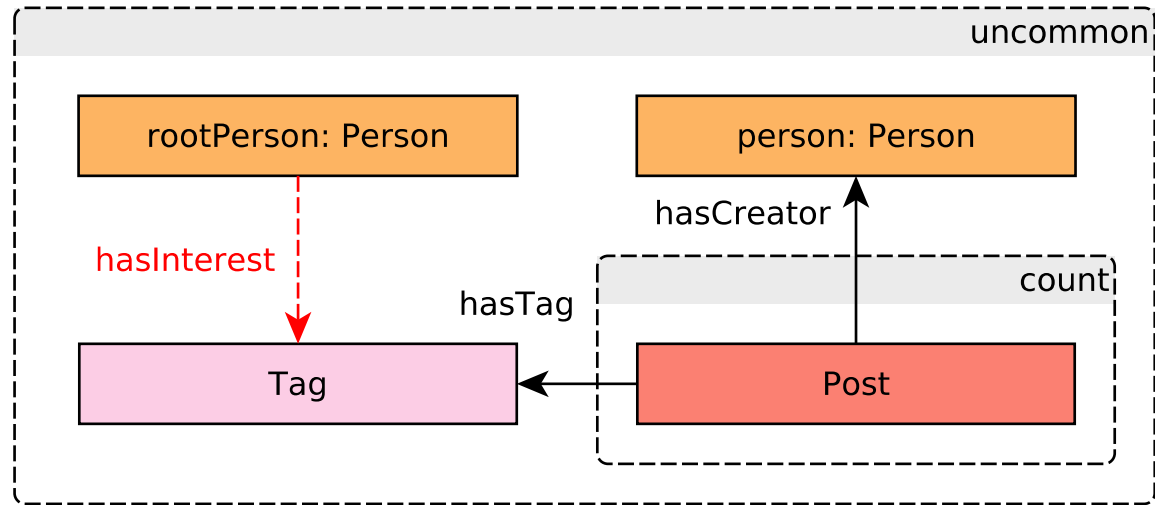 uncommon
rootPerson: Person
person: Person
hasCreator
hasInterest
count
hasTag
Tag
Post